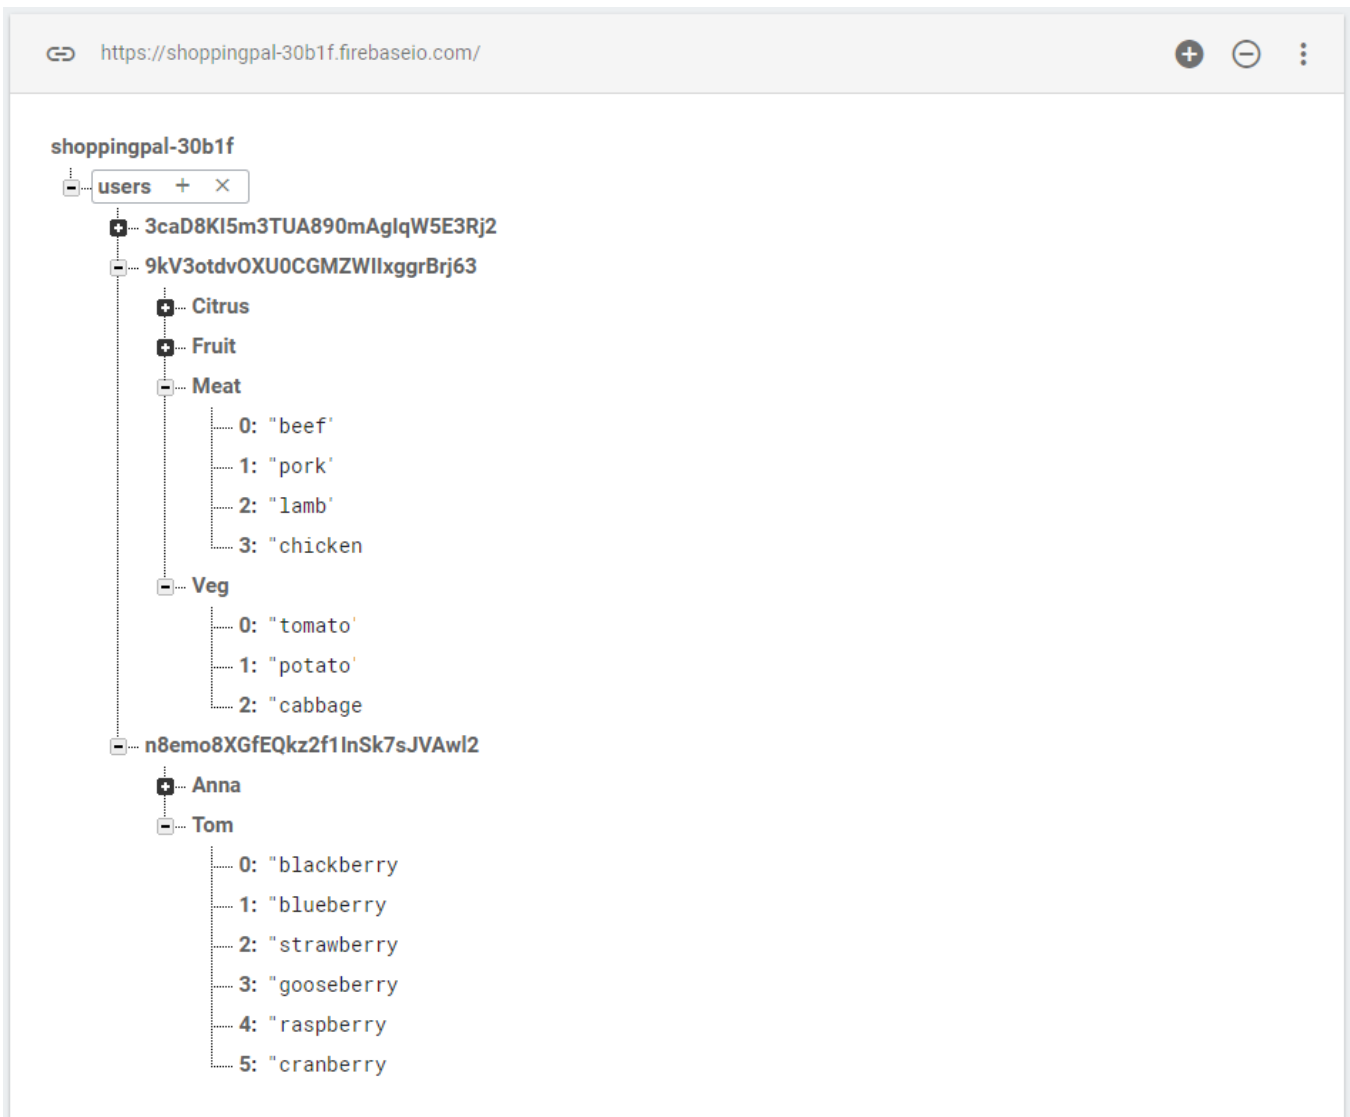 https://shoppingpal-30b1f.firebaseio.com/
shoppingpal-30b1f
users + ×
3caD8KI5m3TUA890mAgIqW5E3Rj2
9kV3otdvOXU0CGMZWIIxggrBrj63
Citrus
Fruit
Meat
0: "beef'
1: "pork'
2: "lamb'
3: "chicken
Veg
0: "tomato'
1: "potato'
2: "cabbage
n8emo8XGfEQkz2f1InSk7sJVAwl2
Anna
Tom
0: "blackberry
1: "blueberry
2: "strawberry
3: "gooseberry
4: "raspberry
5: "cranberry